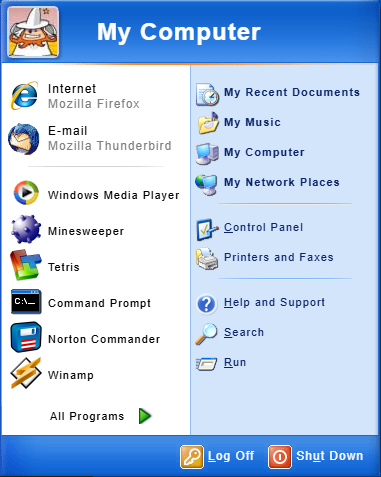 My Computer
Internet
Mozilla Firefox
E-mail
Mozilla Thunderbird
Windows Media Player
Minesweeper
Tetris
C:\_
Command Prompt
Norton Commander
Winamp
All Programs
My Recent Documents
My Music
My Computer
My Network Places
Control Panel
Printers and Faxes
Help and Support
Search
Run
Log Off
Shut Down